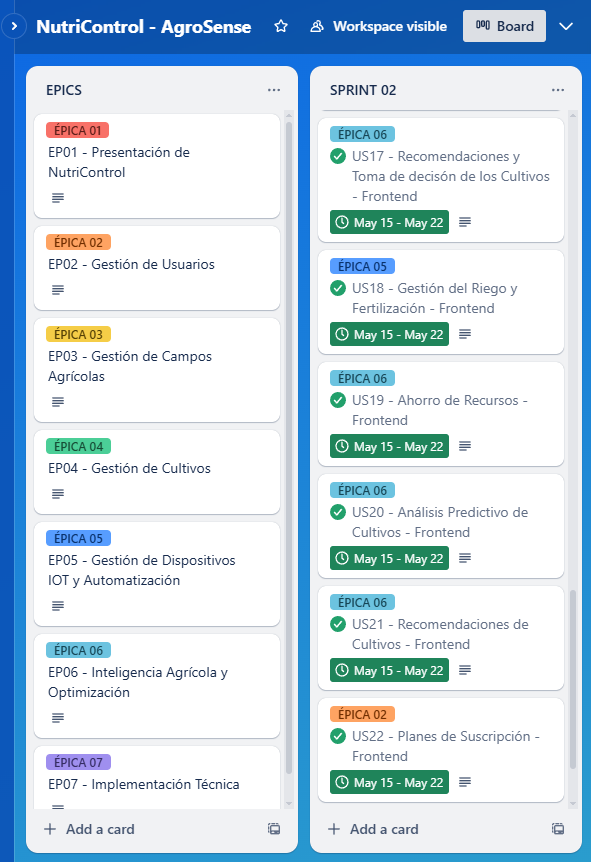 NutriControl - AgroSense
Workspace visible
Board
EPICS
ÉPICA 01
EP01 - Presentación de
NutriControl
ÉPICA 02
EP02 - Gestión de Usuarios
ÉPICA 03
EP03 - Gestión de Campos
Agrícolas
ÉPICA 04
EP04 - Gestión de Cultivos
ÉPICA 05
EP05 - Gestión de Dispositivos
IOT y Automatización
ÉPICA 06
EP06 - Inteligencia Agrícola y
Optimización
ÉPICA 07
EP07 - Implementación Técnica
Add a card
SPRINT 02
ÉPICA 06
US17 - Recomendaciones y
Toma de decisón de los Cultivos
- Frontend
May 15 - May 22
ÉPICA 05
US18 - Gestión del Riego y
Fertilización - Frontend
May 15 - May 22
ÉPICA 06
US19 - Ahorro de Recursos -
Frontend
May 15 - May 22
ÉPICA 06
US20 - Análisis Predictivo de
Cultivos - Frontend
May 15 - May 22
ÉPICA 06
US21 - Recomendaciones de
Cultivos - Frontend
May 15 - May 22
ÉPICA 02
US22 - Planes de Suscripción -
Frontend
May 15 - May 22
Add a card